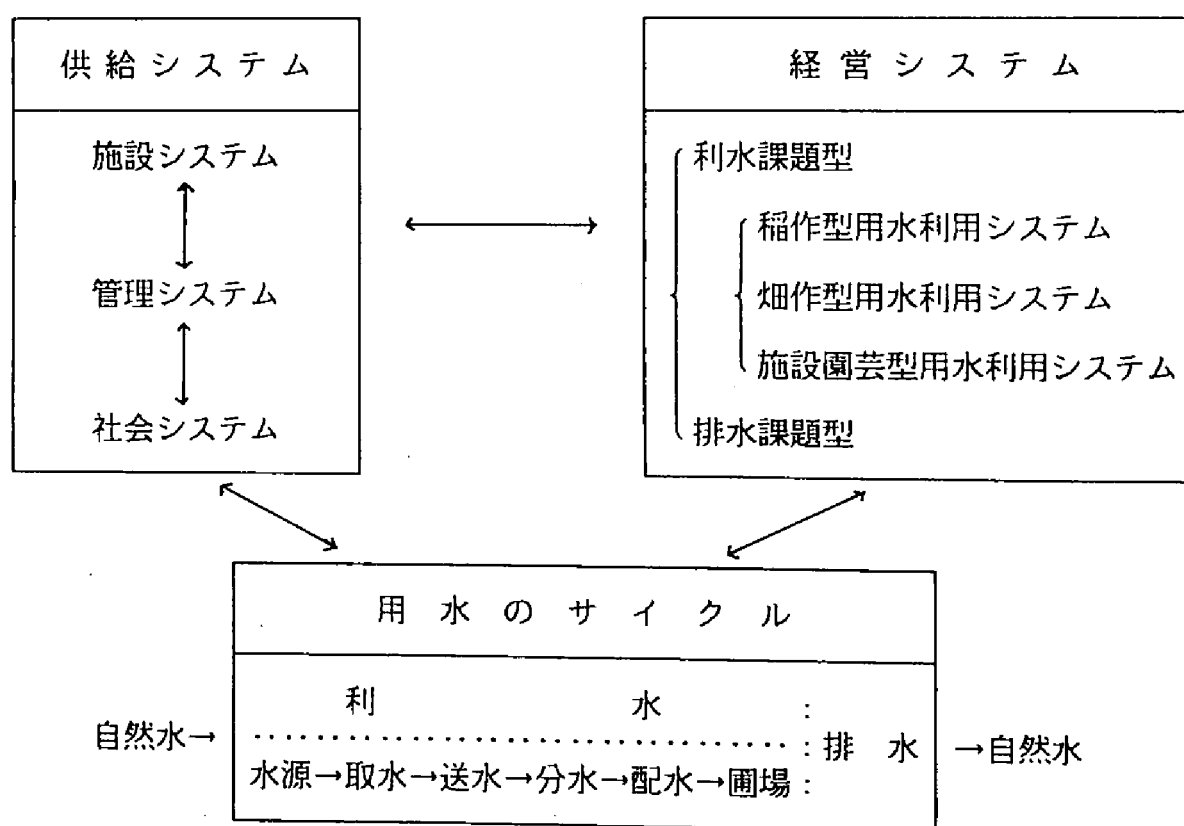 供給システム
施設システム
管理システム
社会システム
経営システム
利水課題型
稲作型用水利用システム
畑作型用水利用システム
施設園芸型用水利用システム
排水課題型
用水のサイクル
利水
自然水→
水源→取水→送水→分水→配水→圃場
排水
→自然水